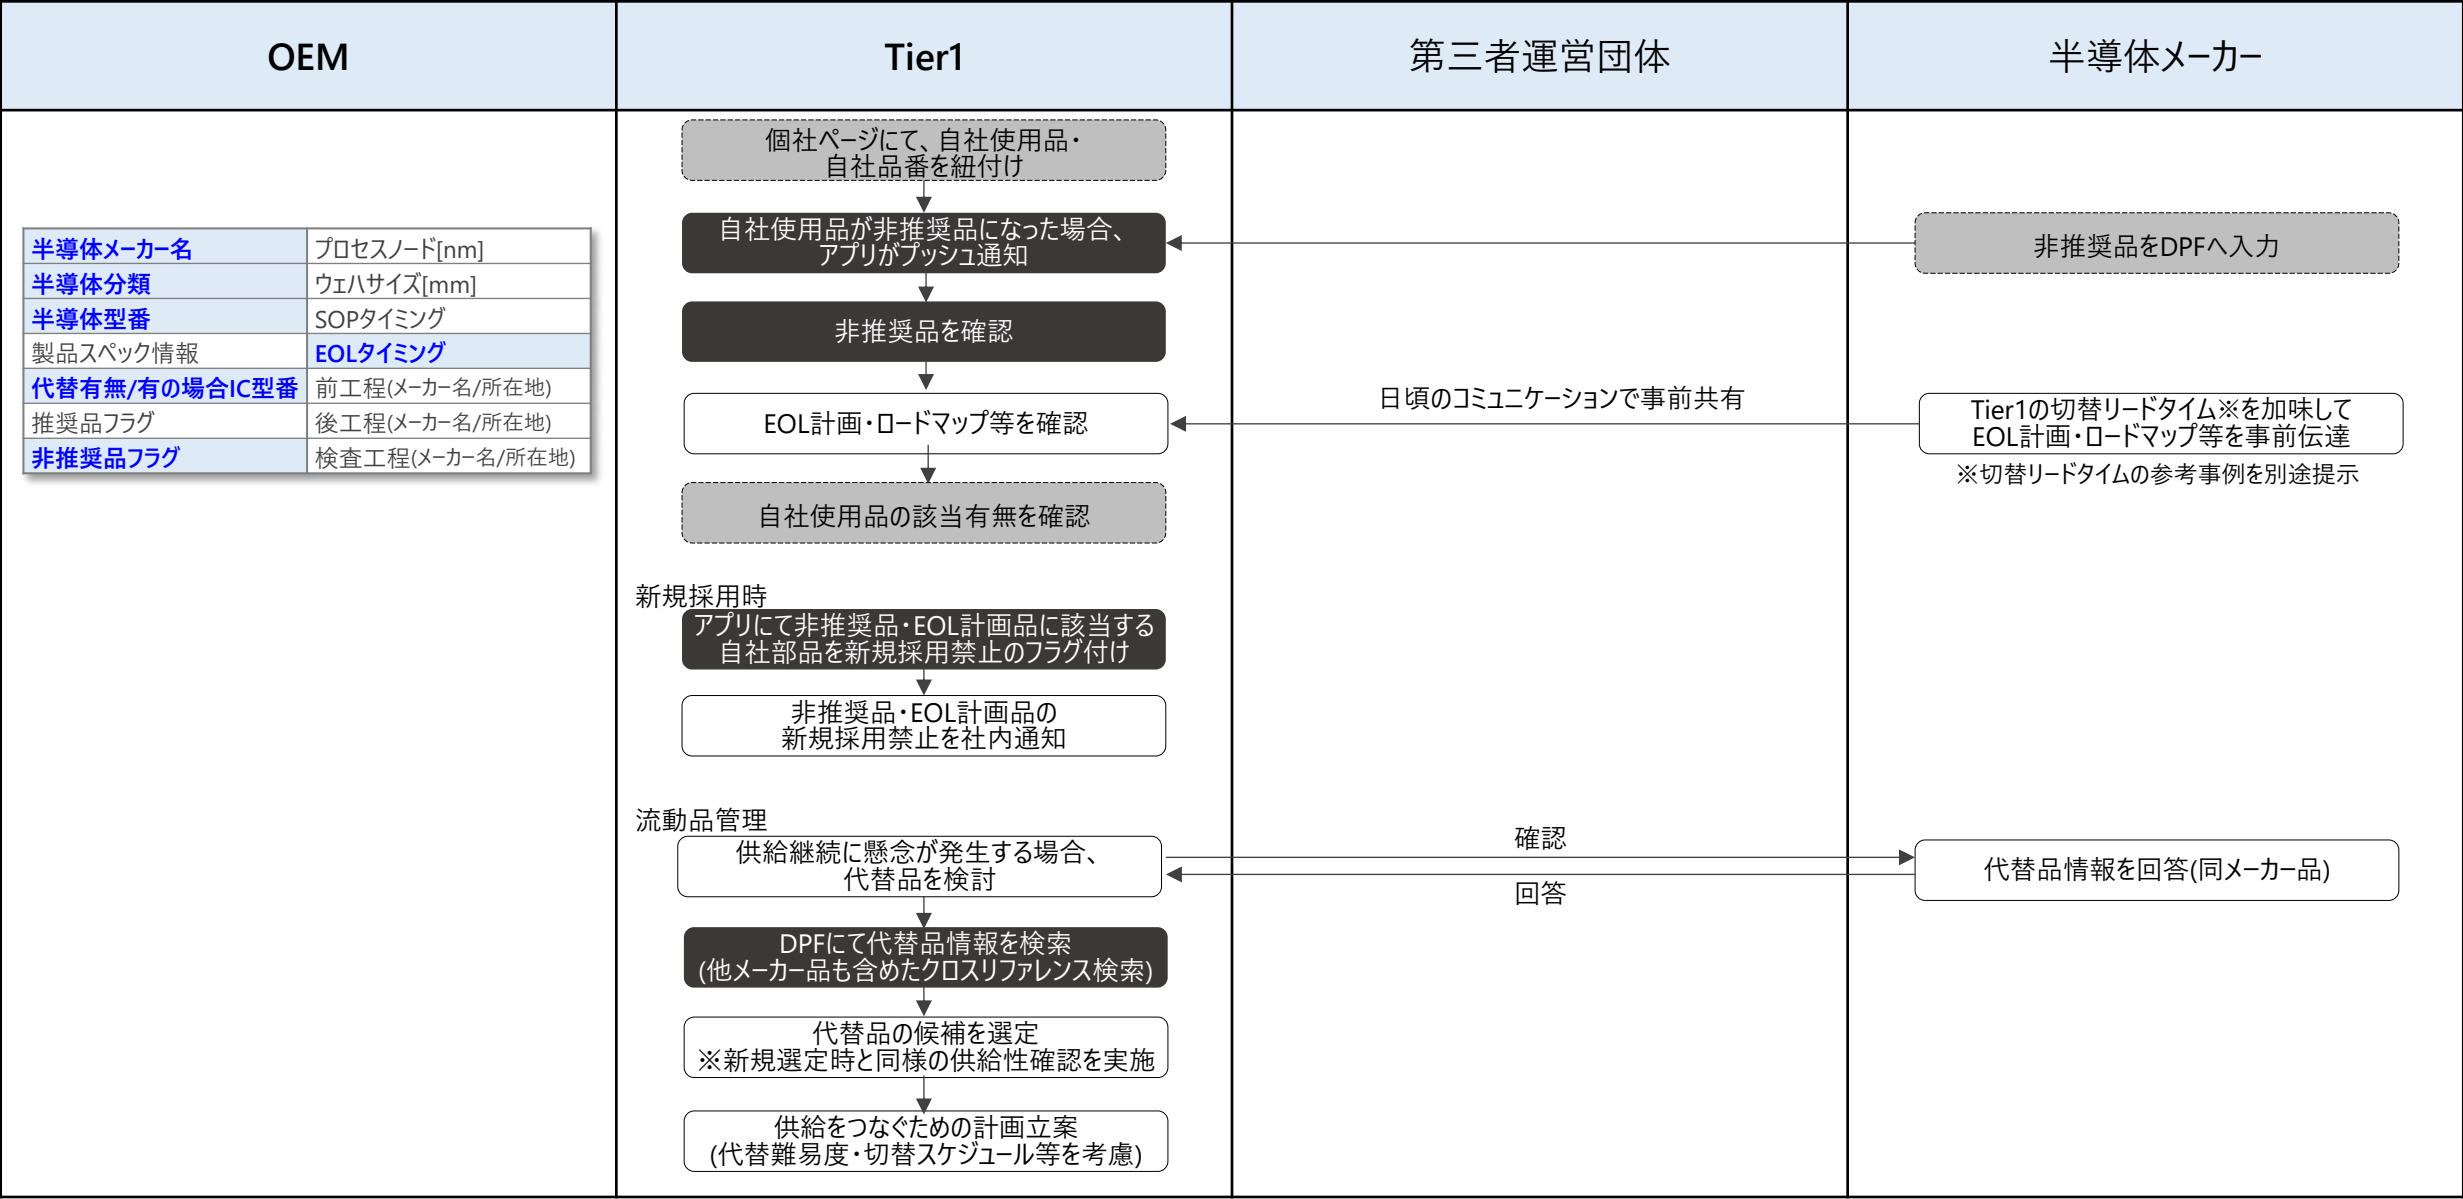 OEM
Tier1
第三者運営団体
半導体メーカー
半導体メーカー名
プロセスノード[nm]
半導体分類
ウェハサイズ[mm]
半導体型番
SOPタイミング
製品スペック情報
EOLタイミング
代替有無/有の場合IC型番
前工程(メーカー名/所在地)
推奨品フラグ
後工程(メーカー名/所在地)
非推奨品フラグ
検査工程(メーカー名/所在地)
個社ページにて、自社使用品・
自社品番を紐付け
自社使用品が非推奨品になった場合、
アプリがプッシュ通知
非推奨品をDPFへ入力
非推奨品を確認
EOL計画・ロードマップ等を確認
日頃のコミュニケーションで事前共有
Tier1の切替リードタイム※を加味して
EOL計画・ロードマップ等を事前伝達
※切替リードタイムの参考事例を別途提示
自社使用品の該当有無を確認
新規採用時
アプリにて非推奨品・EOL計画品に該当する
自社部品を新規採用禁止のフラグ付け
非推奨品・EOL計画品の
新規採用禁止を社内通知
流動品管理
供給継続に懸念が発生する場合、
代替品を検討
確認
回答
代替品情報を回答(同メーカー品)
DPFにて代替品情報を検索
(他メーカー品も含めたクロスリファレンス検索)
代替品の候補を選定
※新規選定時と同様の供給性確認を実施
供給をつなぐための計画立案
(代替難易度・切替スケジュール等を考慮)